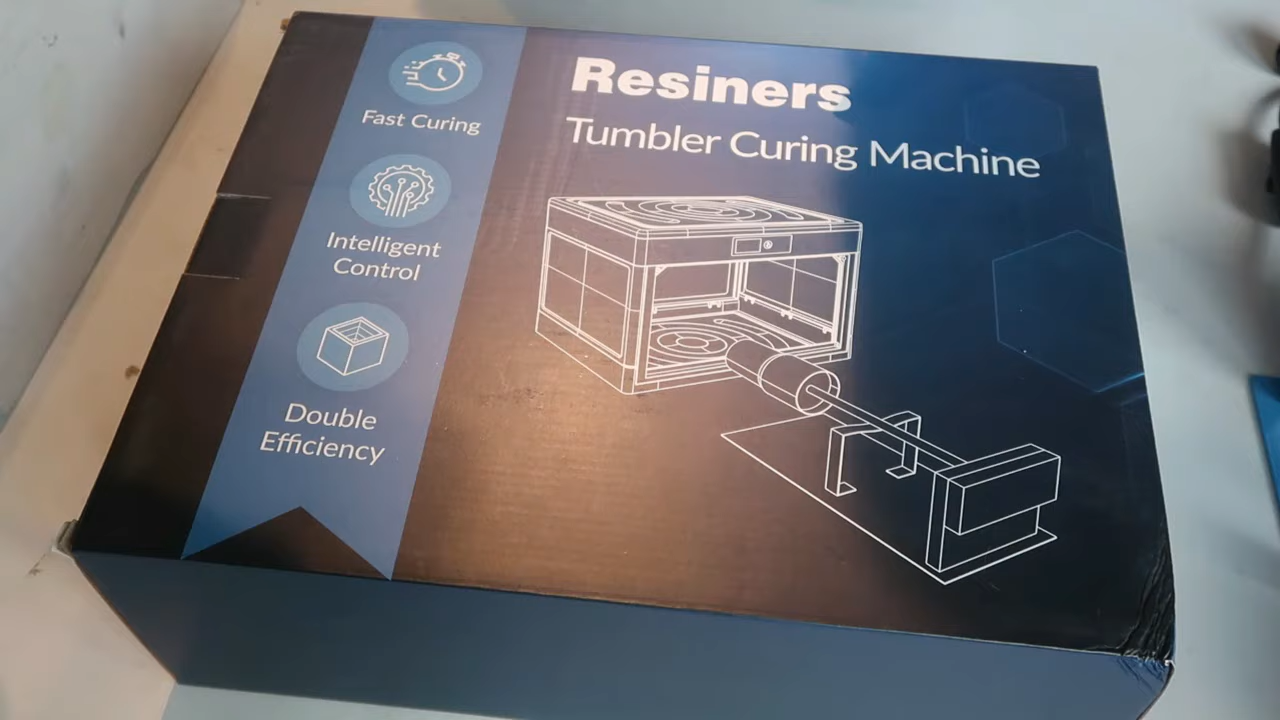 Resiners
Tumbler Curing Machine
Fast Curing
Intelligent
Control
Double
Efficiency